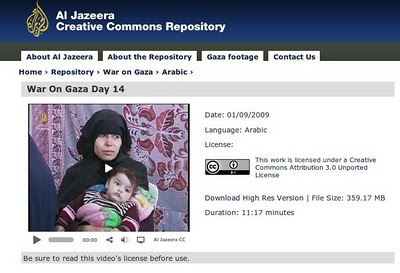 Al Jazeera
Creative Commons Repository
About Al Jazeera About the Repository Gaza footage Contact Us
Home › Repository › War on Gaza › Arabic ›
War On Gaza Day 14
Date: 01/09/2009
Language: Arabic
License:
cc BY
This work is licensed under a Creative
Commons Attribution 3.0 Unported
License
Download High Res Version | File Size: 359.17 MB
Duration: 11:17 minutes
00:00 Al Jazeera CC
Be sure to read this video's license before use.